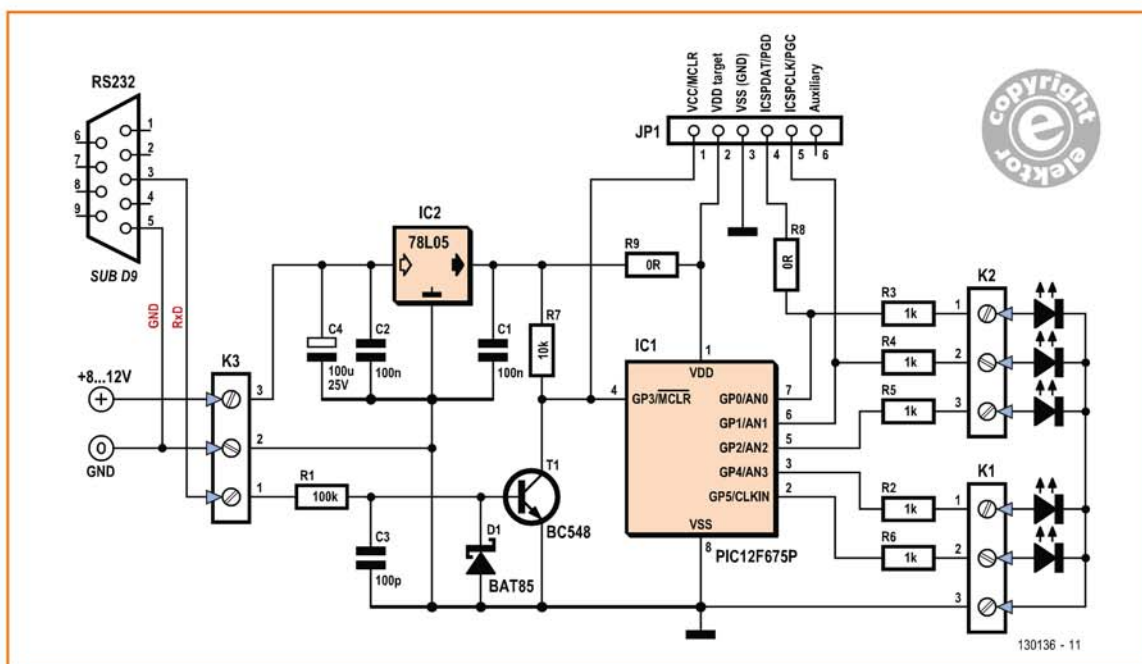 RS232
1
6
2
7
3
8
4
9
5
SUB D9
GND
RxD
+8...12V
GND
K3
3
2
1
IC2
78L05
C4
100u
25V
C2
100n
C1
100n
R7
10k
R1
100k
C3
100p
D1
BAT85
T1
BC548
JP1
VCC/MCLR
VDD target
VSS (GND)
ICSPDAT/PGD
ICSPCLK/PGC
Auxiliary
1 2 3 4 5 6
R9
0R
R8
0R
IC1
1
VDD
4
GP3/MCLR
GP0/AN0
7
GP1/AN1
6
GP2/AN2
5
GP4/AN3
3
GP5/CLKIN
2
VSS
8
PIC12F675P
R3
1k
R4
1k
R5
1k
R2
1k
R6
1k
K2
1
2
3
K1
1
2
3
copyright
e
elektor
130136 - 11